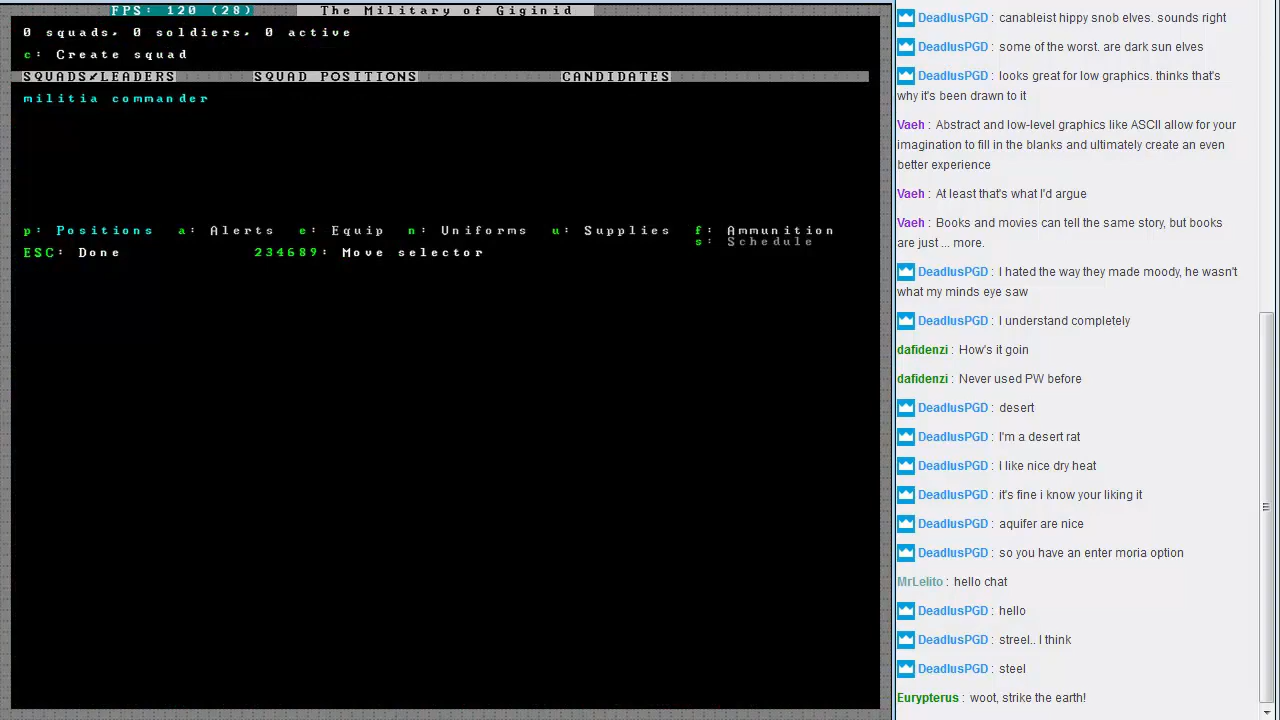 FPS: 120 (28) The Military of Giginid
0 squads, 0 soldiers, 0 active
c: Create squad
SQUADS/LEADERS SQUAD POSITIONS CANDIDATES
militia commander
p: Positions a: Alerts e: Equip n: Uniforms u: Supplies f: Ammunition
s: Schedule
ESC: Done 234689: Move selector
DeadlusPGD : canableist hippy snob elves. sounds right
DeadlusPGD : some of the worst. are dark sun elves
DeadlusPGD : looks great for low graphics. thinks that's
why it's been drawn to it
Vaeh : Abstract and low-level graphics like ASCII allow for your
imagination to fill in the blanks and ultimately create an even
better experience
Vaeh : At least that's what I'd argue
Vaeh : Books and movies can tell the same story, but books
are just ... more.
DeadlusPGD : I hated the way they made moody, he wasn't
what my minds eye saw
DeadlusPGD : I understand completely
dafidenzi : How's it goin
dafidenzi : Never used PW before
DeadlusPGD : desert
DeadlusPGD : I'm a desert rat
DeadlusPGD : I like nice dry heat
DeadlusPGD : it's fine i know your liking it
DeadlusPGD : aquifer are nice
DeadlusPGD : so you have an enter moria option
MrLelito : hello chat
DeadlusPGD : hello
DeadlusPGD : streel.. I think
DeadlusPGD : steel
Eurypterus : woot, strike the earth!